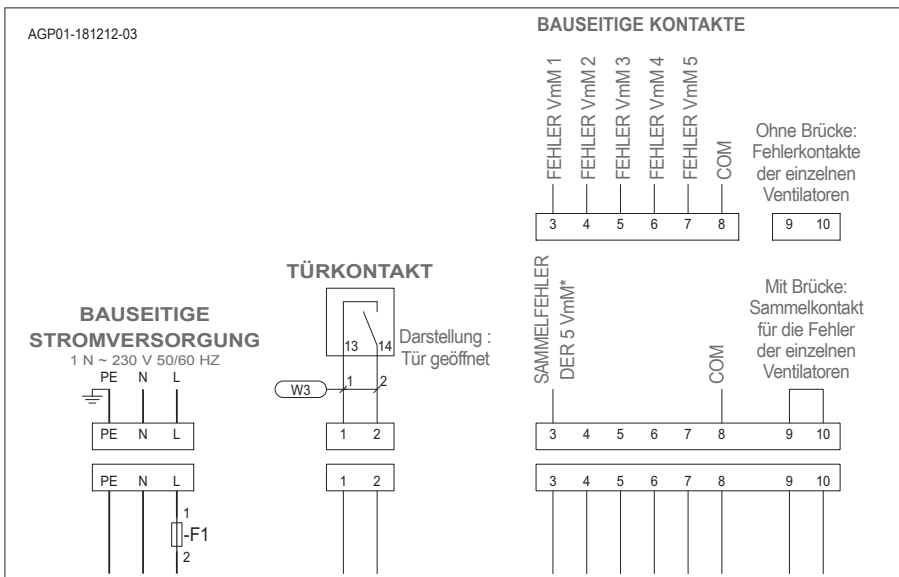 AGP01-181212-03
BAUSEITIGE KONTAKTE
FEHLER VmM 1
FEHLER VmM 2
FEHLER VmM 3
FEHLER VmM 4
FEHLER VmM 5
COM
Ohne Brücke:
Fehlerkontakte
der einzelnen
Ventilatoren
3 4 5 6 7 8 9 10
TÜRKONTAKT
13 14
Darstellung :
Tür geöffnet
W3
1 2
1 2
1 2
BAUSEITIGE
STROMVERSORGUNG
1 N ~ 230 V 50/60 HZ
PE N L
PE N L
PE N L
1
-F1
2
SAMMELFEHLER
DER 5 VmM*
COM
Mit Brücke:
Sammelkontakt
für die Fehler
der einzelnen
Ventilatoren
3 4 5 6 7 8 9 10
3 4 5 6 7 8 9 10